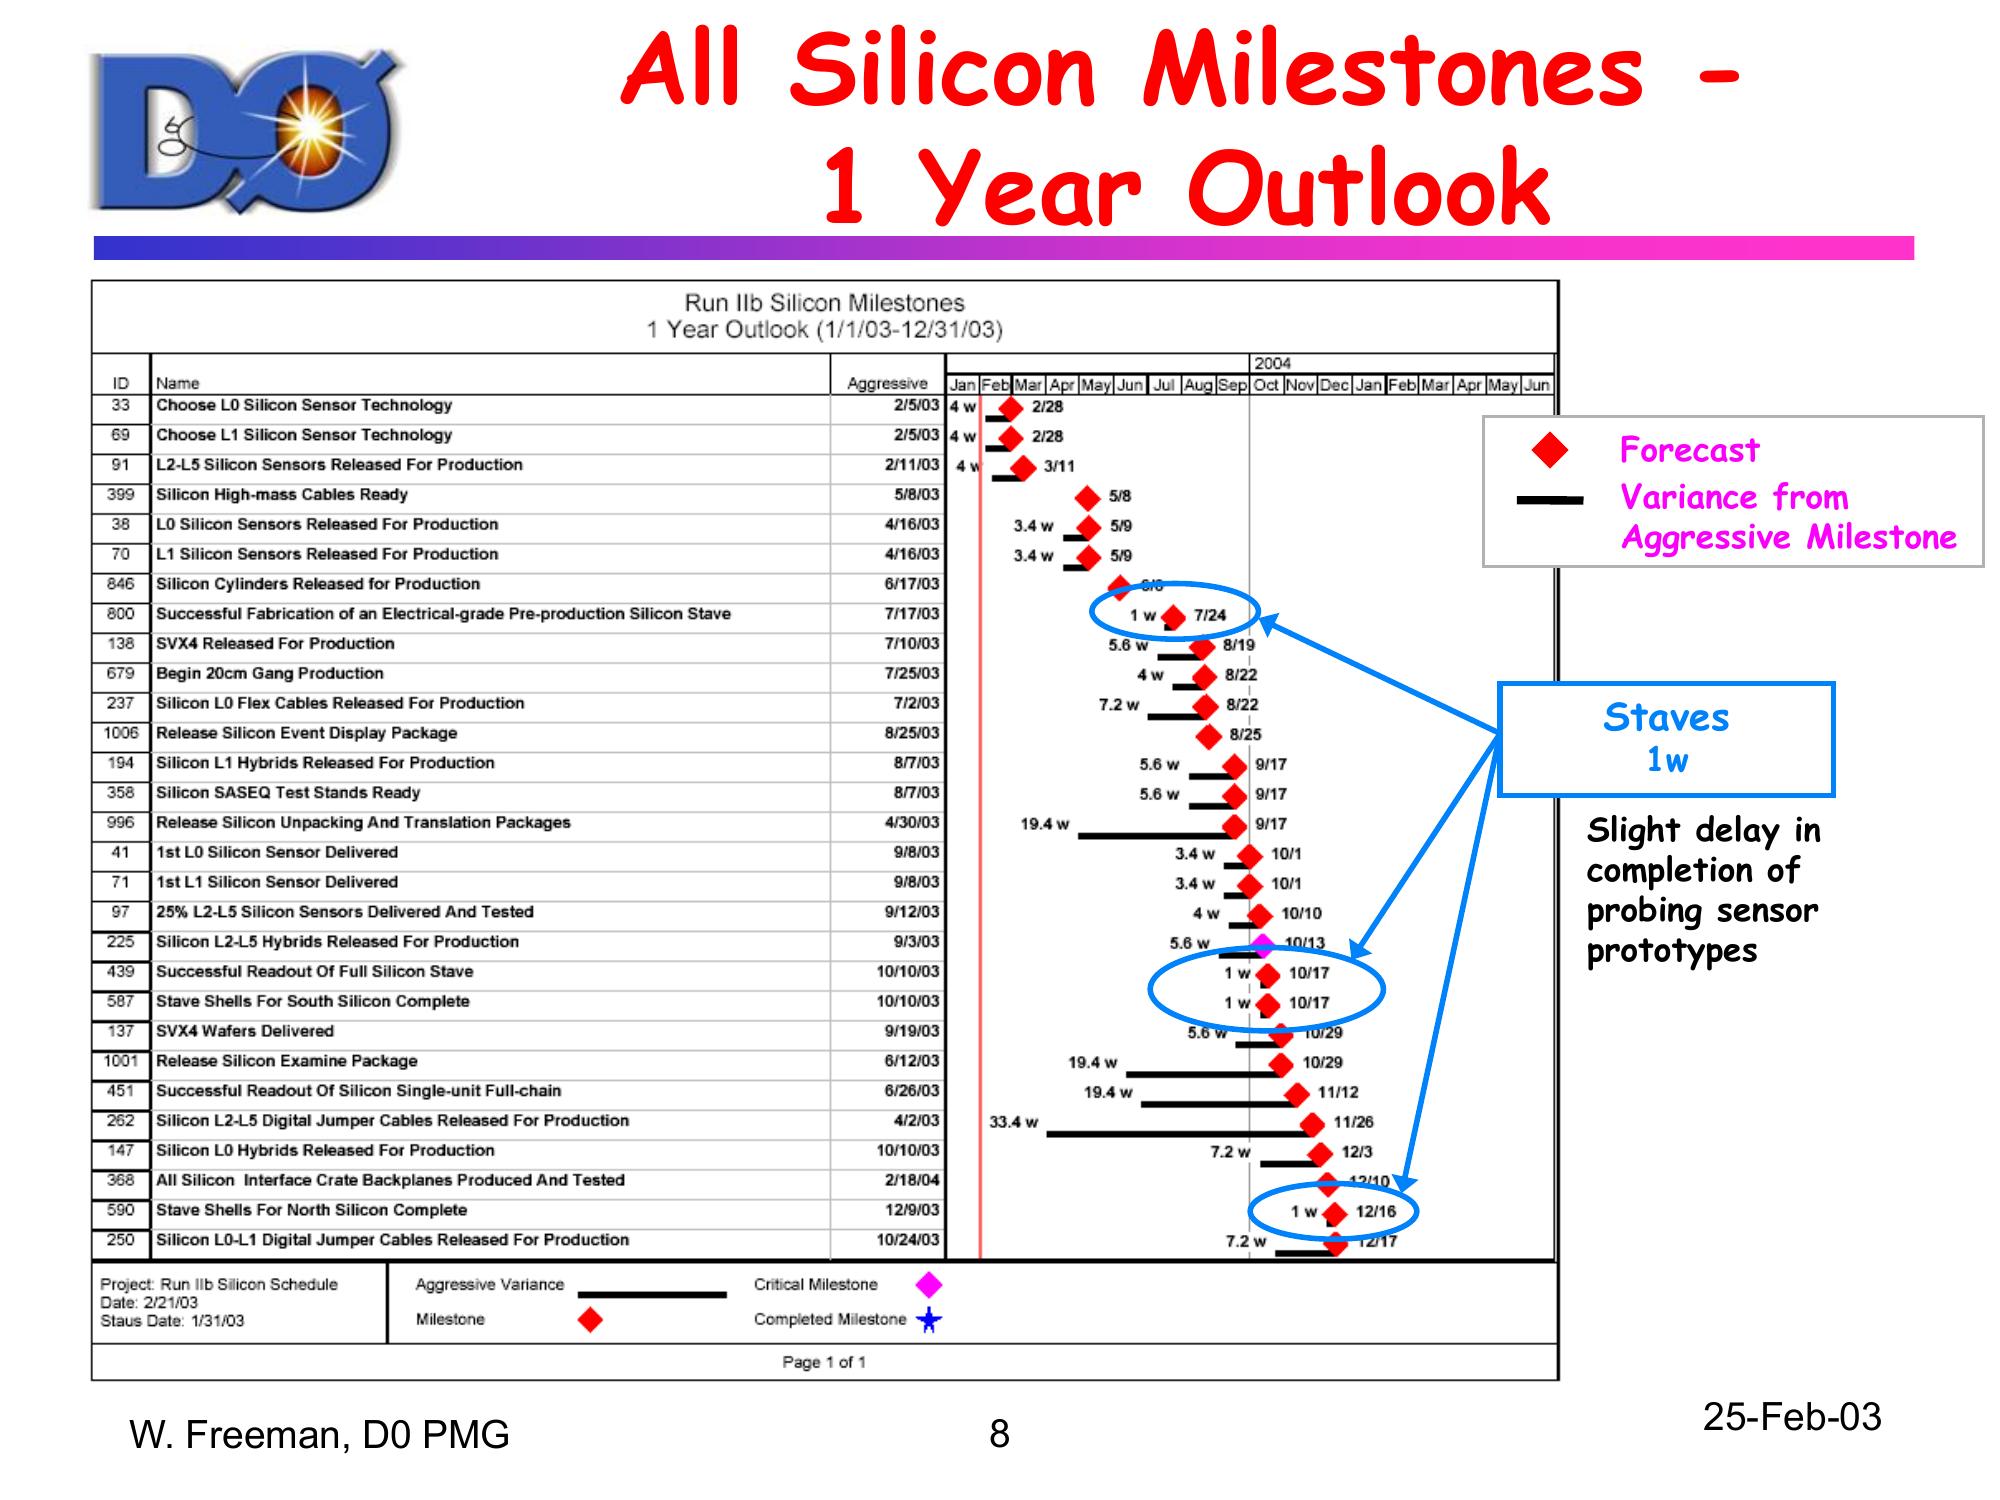 DØ
All Silicon Milestones –
1 Year Outlook
Run IIb Silicon Milestones
1 Year Outlook (1/1/03-12/31/03)
2004
ID Name Aggressive Jan Feb Mar Apr May Jun Jul Aug Sep Oct Nov Dec Jan Feb Mar Apr May Jun
33 Choose L0 Silicon Sensor Technology 2/5/03 4 w 2/28
69 Choose L1 Silicon Sensor Technology 2/5/03 4 w 2/28
91 L2-L5 Silicon Sensors Released For Production 2/11/03 4 w 3/11
399 Silicon High-mass Cables Ready 5/8/03 5/8
38 L0 Silicon Sensors Released For Production 4/16/03 3.4 w 5/9
70 L1 Silicon Sensors Released For Production 4/16/03 3.4 w 5/9
846 Silicon Cylinders Released for Production 6/17/03
800 Successful Fabrication of an Electrical-grade Pre-production Silicon Stave 7/17/03 1 w 7/24
138 SVX4 Released For Production 7/10/03 5.6 w 8/19
679 Begin 20cm Gang Production 7/25/03 4 w 8/22
237 Silicon L0 Flex Cables Released For Production 7/2/03 7.2 w 8/22
1006 Release Silicon Event Display Package 8/25/03 8/25
194 Silicon L1 Hybrids Released For Production 8/7/03 5.6 w 9/17
358 Silicon SASEQ Test Stands Ready 8/7/03 5.6 w 9/17
996 Release Silicon Unpacking And Translation Packages 4/30/03 19.4 w 9/17
41 1st L0 Silicon Sensor Delivered 9/8/03 3.4 w 10/1
71 1st L1 Silicon Sensor Delivered 9/8/03 3.4 w 10/1
97 25% L2-L5 Silicon Sensors Delivered And Tested 9/12/03 4 w 10/10
225 Silicon L2-L5 Hybrids Released For Production 9/3/03 5.6 w 10/13
439 Successful Readout Of Full Silicon Stave 10/10/03 1 w 10/17
587 Stave Shells For South Silicon Complete 10/10/03 1 w 10/17
137 SVX4 Wafers Delivered 9/19/03 5.6 w 10/29
1001 Release Silicon Examine Package 6/12/03 19.4 w 10/29
451 Successful Readout Of Silicon Single-unit Full-chain 6/26/03 19.4 w 11/12
262 Silicon L2-L5 Digital Jumper Cables Released For Production 4/2/03 33.4 w 11/26
147 Silicon L0 Hybrids Released For Production 10/10/03 7.2 w 12/3
368 All Silicon Interface Crate Backplanes Produced And Tested 2/18/04 12/10
590 Stave Shells For North Silicon Complete 12/9/03 1 w 12/16
250 Silicon L0-L1 Digital Jumper Cables Released For Production 10/24/03 7.2 w 12/17
Forecast
Variance from
Aggressive Milestone
Staves
1w
Slight delay in
completion of
probing sensor
prototypes
Project: Run IIb Silicon Schedule
Date: 2/21/03
Staus Date: 1/31/03
Aggressive Variance
Milestone
Critical Milestone
Completed Milestone
Page 1 of 1
W. Freeman, D0 PMG
8
25-Feb-03